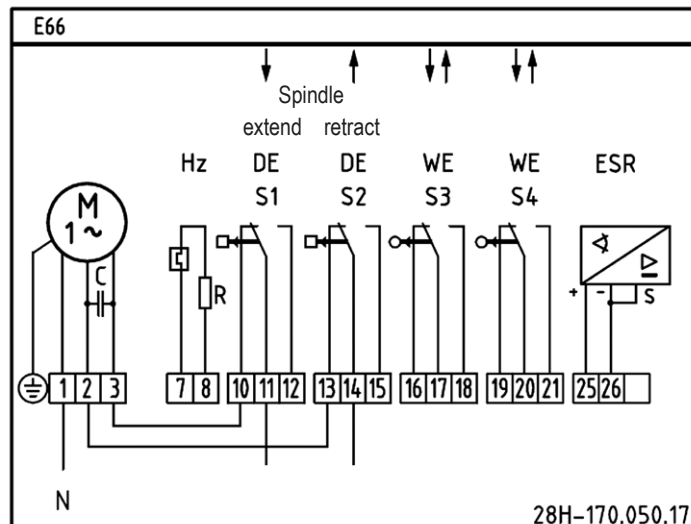 E66
Spindle
extend retract
Hz DE DE WE WE ESR
S1 S2 S3 S4
M
1~
C
R
+ - S
1 2 3 7 8 10 11 12 13 14 15 16 17 18 19 20 21 25 26
N
28H-170.050.17